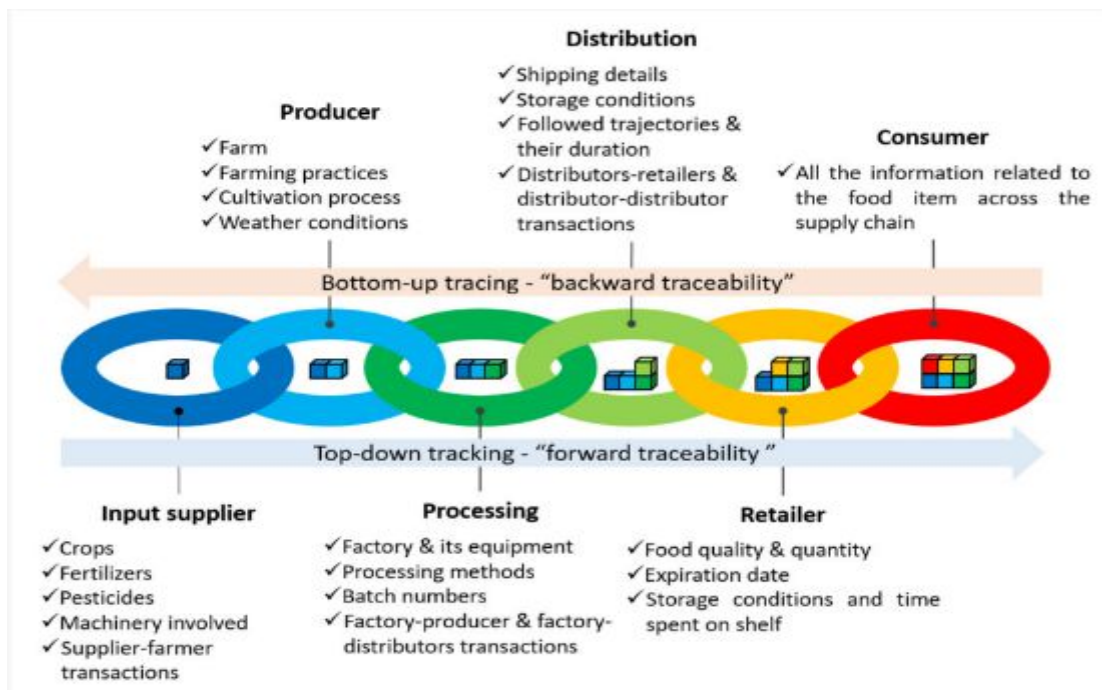 Distribution
✓Shipping details
✓Storage conditions
✓Followed trajectories &
their duration
✓Distributors-retailers &
distributor-distributor
transactions
Producer
✓Farm
✓Farming practices
✓Cultivation process
✓Weather conditions
Consumer
✓All the information related to
the food item across the
supply chain
Bottom-up tracing - “backward traceability”
Top-down tracking - “forward traceability ”
Input supplier
✓Crops
✓Fertilizers
✓Pesticides
✓Machinery involved
✓Supplier-farmer
transactions
Processing
✓Factory & its equipment
✓Processing methods
✓Batch numbers
✓Factory-producer & factory-
distributors transactions
Retailer
✓Food quality & quantity
✓Expiration date
✓Storage conditions and time
spent on shelf